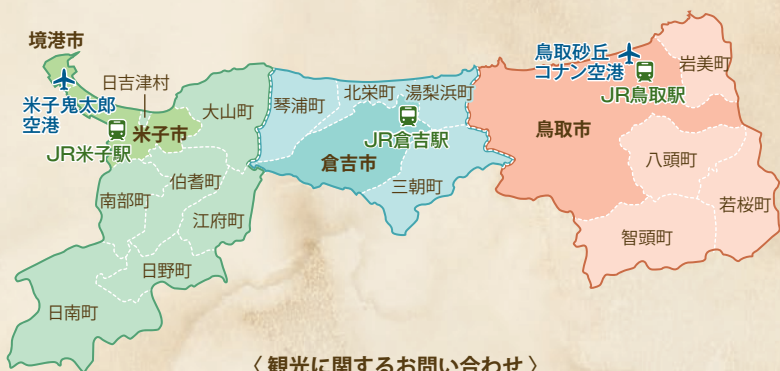 境港市
日吉津村
米子鬼太郎
空港
JR米子駅
米子市
大山町
南部町
伯耆町
江府町
日野町
日南町
琴浦町
北栄町
湯梨浜町
JR倉吉駅
倉吉市
三朝町
鳥取砂丘
コナン空港
JR鳥取駅
岩美町
鳥取市
八頭町
若桜町
智頭町
〈 観光に関するお問い合わせ 〉